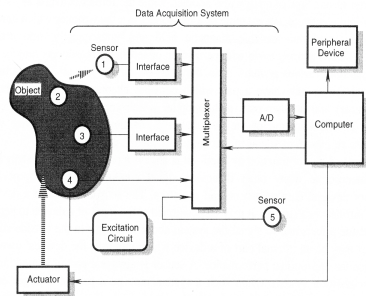 Data Acquisition System
Sensor
1
Interface
Peripheral
Device
Object
2
Multiplexer
A/D
Computer
3
Interface
4
Sensor
5
Excitation
Circuit
Actuator